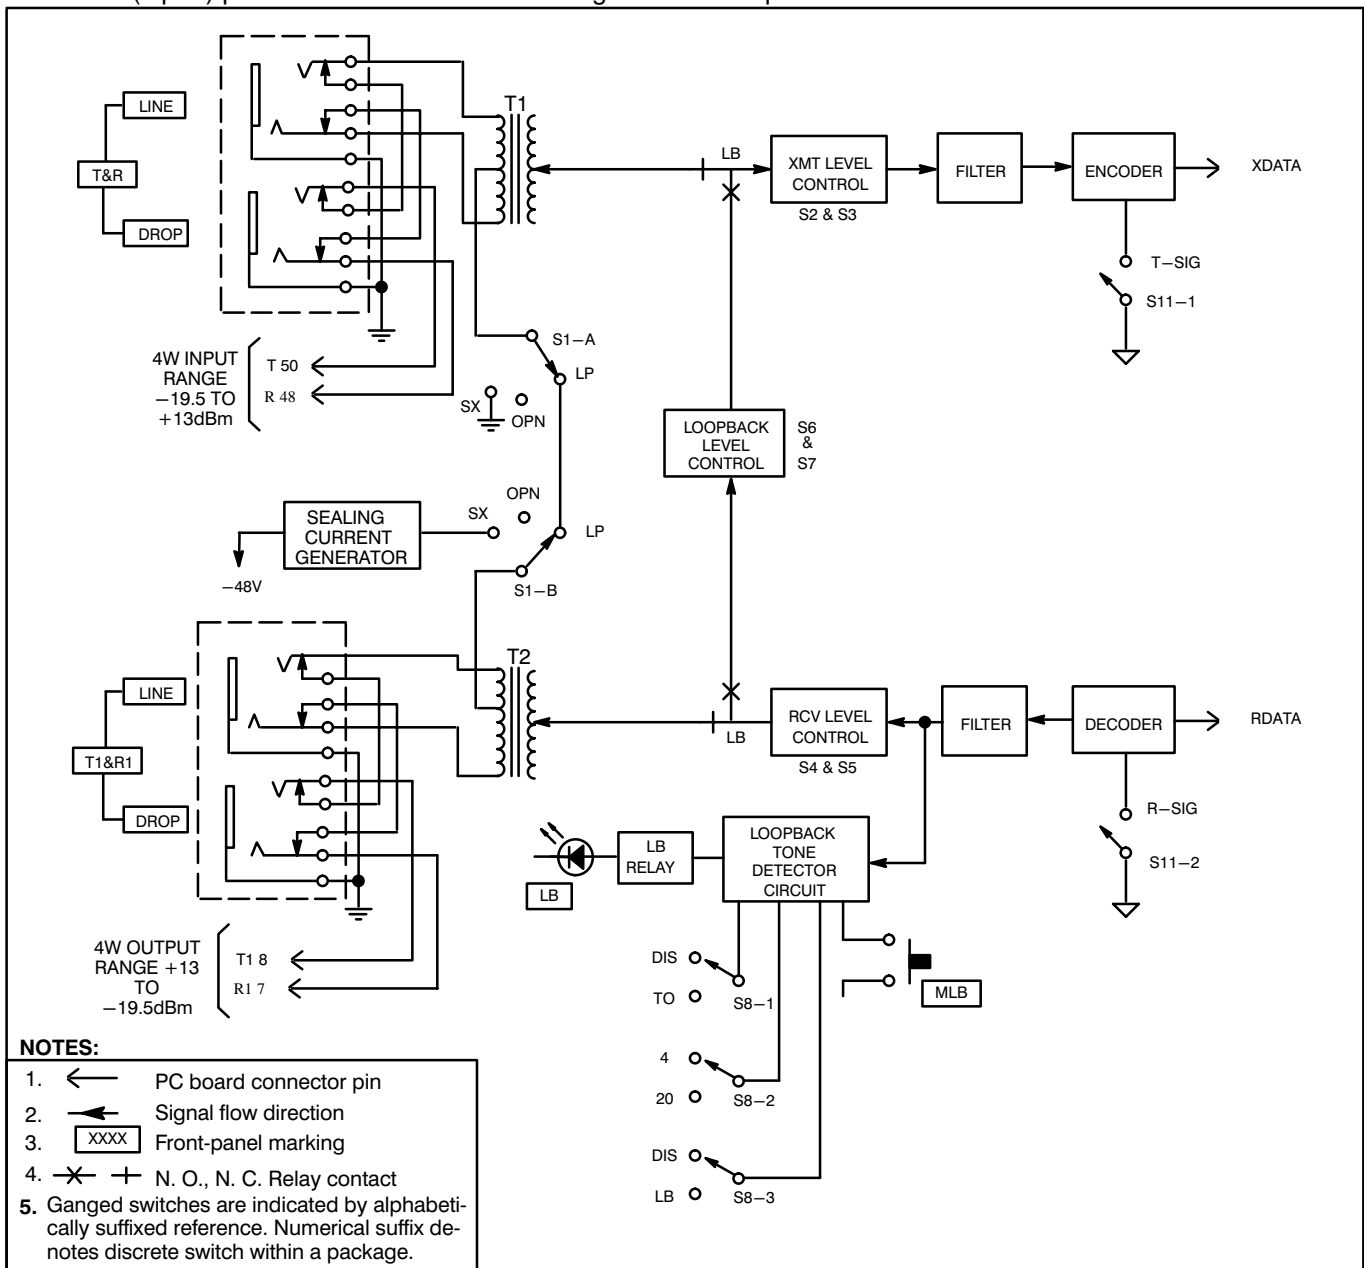 LINE
T&R
DROP
4W INPUT
RANGE
−19.5 TO
+13dBm
T 50
R 48
T1
LB
XMT LEVEL
CONTROL
S2 & S3
FILTER
ENCODER
XDATA
T−SIG
S11−1
S1−A
LP
SX
OPN
LOOPBACK
LEVEL
CONTROL
S6
&
S7
SEALING
CURRENT
GENERATOR
−48V
SX
OPN
LP
S1−B
LINE
T1&R1
DROP
4W OUTPUT
RANGE +13
TO
−19.5dBm
T1 8
R1 7
T2
LB
RCV LEVEL
CONTROL
S4 & S5
FILTER
DECODER
RDATA
R−SIG
S11−2
LB
LB
RELAY
LOOPBACK
TONE
DETECTOR
CIRCUIT
DIS
TO
S8−1
MLB
4
20
S8−2
DIS
LB
S8−3
NOTES:
1. PC board connector pin
2. Signal flow direction
3. XXXX Front-panel marking
4. N. O., N. C. Relay contact
5. Ganged switches are indicated by alphabeti-
cally suffixed reference. Numerical suffix de-
notes discrete switch within a package.